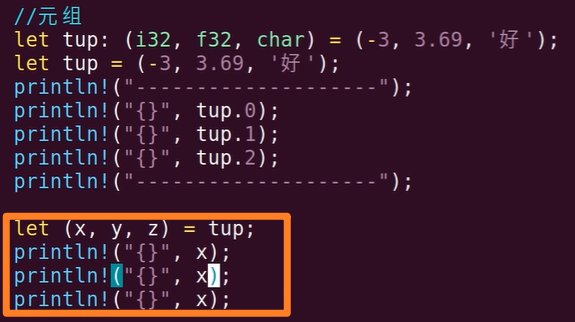 //元组
let tup: (i32, f32, char) = (-3, 3.69, '好');
let tup = (-3, 3.69, '好');
println!("--------------------");
println!("{}", tup.0);
println!("{}", tup.1);
println!("{}", tup.2);
println!("--------------------");
let (x, y, z) = tup;
println!("{}", x);
println!("{}", x);
println!("{}", x);